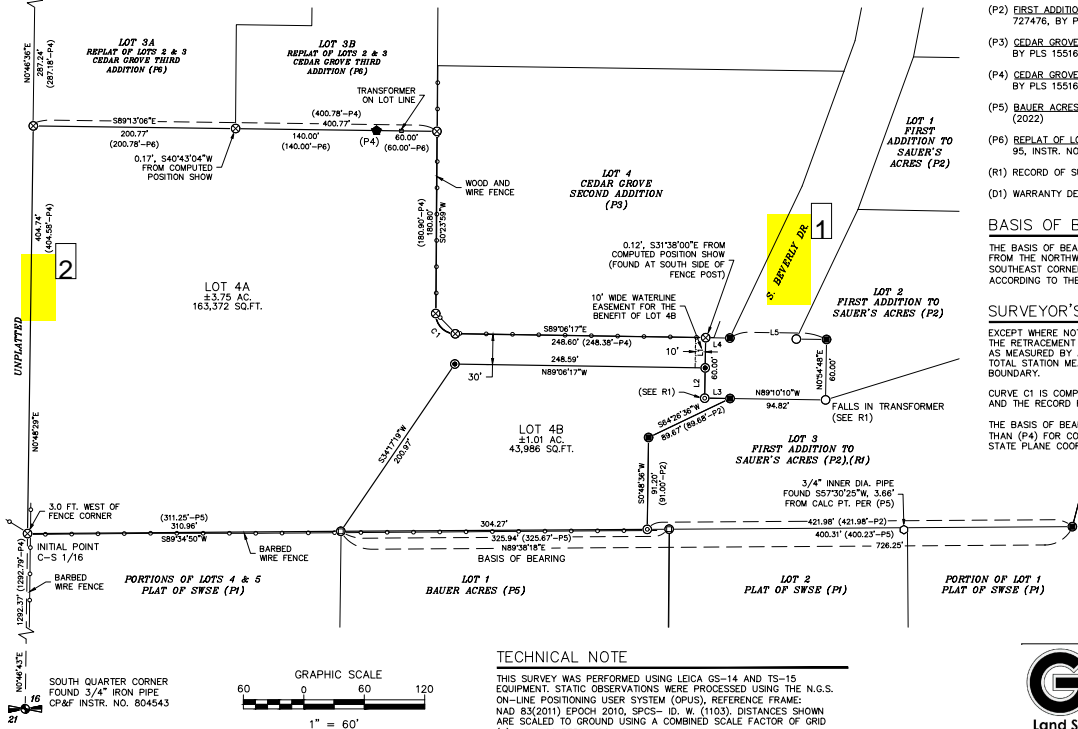 (P2) FIRST ADDITIO
727476, BY P
(P3) CEDAR GROVE
BY PLS 15516
(P4) CEDAR GROVE
BY PLS 15516
(P5) BAUER ACRES
(2022)
(P6) REPLAT OF LO
95, INSTR. NO
(R1) RECORD OF SU
(D1) WARRANTY DE
BASIS OF B
THE BASIS OF BEA
FROM THE NORTHW
SOUTHEAST CORNER
ACCORDING TO THE
SURVEYOR'S
EXCEPT WHERE NOT
THE RETRACEMENT
AS MEASURED BY
TOTAL STATION ME
BOUNDARY.
CURVE C1 IS COMP
AND THE RECORD
THE BASIS OF BEA
THAN (P4) FOR CO
STATE PLANE COOR
N0°46'36"E
287.24'
(287.18'-P4)
LOT 3A
REPLAT OF LOTS 2 & 3
CEDAR GROVE THIRD
ADDITION (P6)
LOT 3B
REPLAT OF LOTS 2 & 3
CEDAR GROVE THIRD
ADDITION (P6)
TRANSFORMER
ON LOT LINE
(400.78'-P4)
S89°13'06"E
400.77'
200.77'
(200.78'-P6)
140.00'
(140.00'-P6)
(P4)
60.00'
(60.00'-P6)
0.17', S40°43'04"W
FROM COMPUTED
POSITION SHOW
WOOD AND
WIRE FENCE
(180.90'-P4)
180.80'
S0°23'59"W
LOT 4
CEDAR GROVE
SECOND ADDITION
(P3)
LOT 1
FIRST
ADDITION TO
SAUER'S
ACRES (P2)
404.74'
(404.58'-P4)
2
1
S. BEVERLY DR.
0.12', S31°38'00"E FROM
COMPUTED POSITION SHOW
(FOUND AT SOUTH SIDE OF
FENCE POST)
LOT 4A
±3.75 AC.
163,372 SQ.FT.
10' WIDE WATERLINE
EASEMENT FOR THE
BENEFIT OF LOT 4B
LOT 2
FIRST ADDITION TO
SAUER'S ACRES (P2)
UNPLATTED
C1
S89°06'17"E
248.60' (248.38'-P4)
10'
L1
L4
L5
60.00'
N0°54'48"E
60.00'
248.59'
N89°06'17"W
30'
(SEE R1)
L2
L3
N89°10'10"W
94.82'
FALLS IN TRANSFORMER
(SEE R1)
S64°26'36"W
89.67' (89.68'-P2)
S34°17'19"W
200.97'
LOT 4B
±1.01 AC.
43,986 SQ.FT.
LOT 3
FIRST ADDITION TO
SAUER'S ACRES (P2),(R1)
N0°48'29"E
S0°48'36"W
91.20'
(91.00'-P2)
3/4" INNER DIA. PIPE
FOUND S57°30'25"W, 3.66'
FROM CALC PT. PER (P5)
3.0 FT. WEST OF
FENCE CORNER
(311.25'-P5)
310.96'
S89°34'50"W
304.27'
325.94' (325.67'-P5)
N89°38'18"E
BASIS OF BEARING
421.98' (421.98'-P2)
400.31' (400.23'-P5)
726.25'
INITIAL POINT
C-S 1/16
BARBED
WIRE FENCE
BARBED
WIRE FENCE
1292.37' (1292.79'-P4)
PORTIONS OF LOTS 4 & 5
PLAT OF SWSE (P1)
LOT 1
BAUER ACRES (P5)
LOT 2
PLAT OF SWSE (P1)
PORTION OF LOT 1
PLAT OF SWSE (P1)
N0°46'43"E
16
21
SOUTH QUARTER CORNER
FOUND 3/4" IRON PIPE
CP&F INSTR. NO. 804543
GRAPHIC SCALE
60 0 60 120
1" = 60'
TECHNICAL NOTE
THIS SURVEY WAS PERFORMED USING LEICA GS-14 AND TS-15
EQUIPMENT. STATIC OBSERVATIONS WERE PROCESSED USING THE N.G.S.
ON-LINE POSITIONING USER SYSTEM (OPUS), REFERENCE FRAME:
NAD 83(2011) EPOCH 2010, SPCS- ID. W. (1103). DISTANCES SHOWN
ARE SCALED TO GROUND USING A COMBINED SCALE FACTOR OF GRID
G
Land S